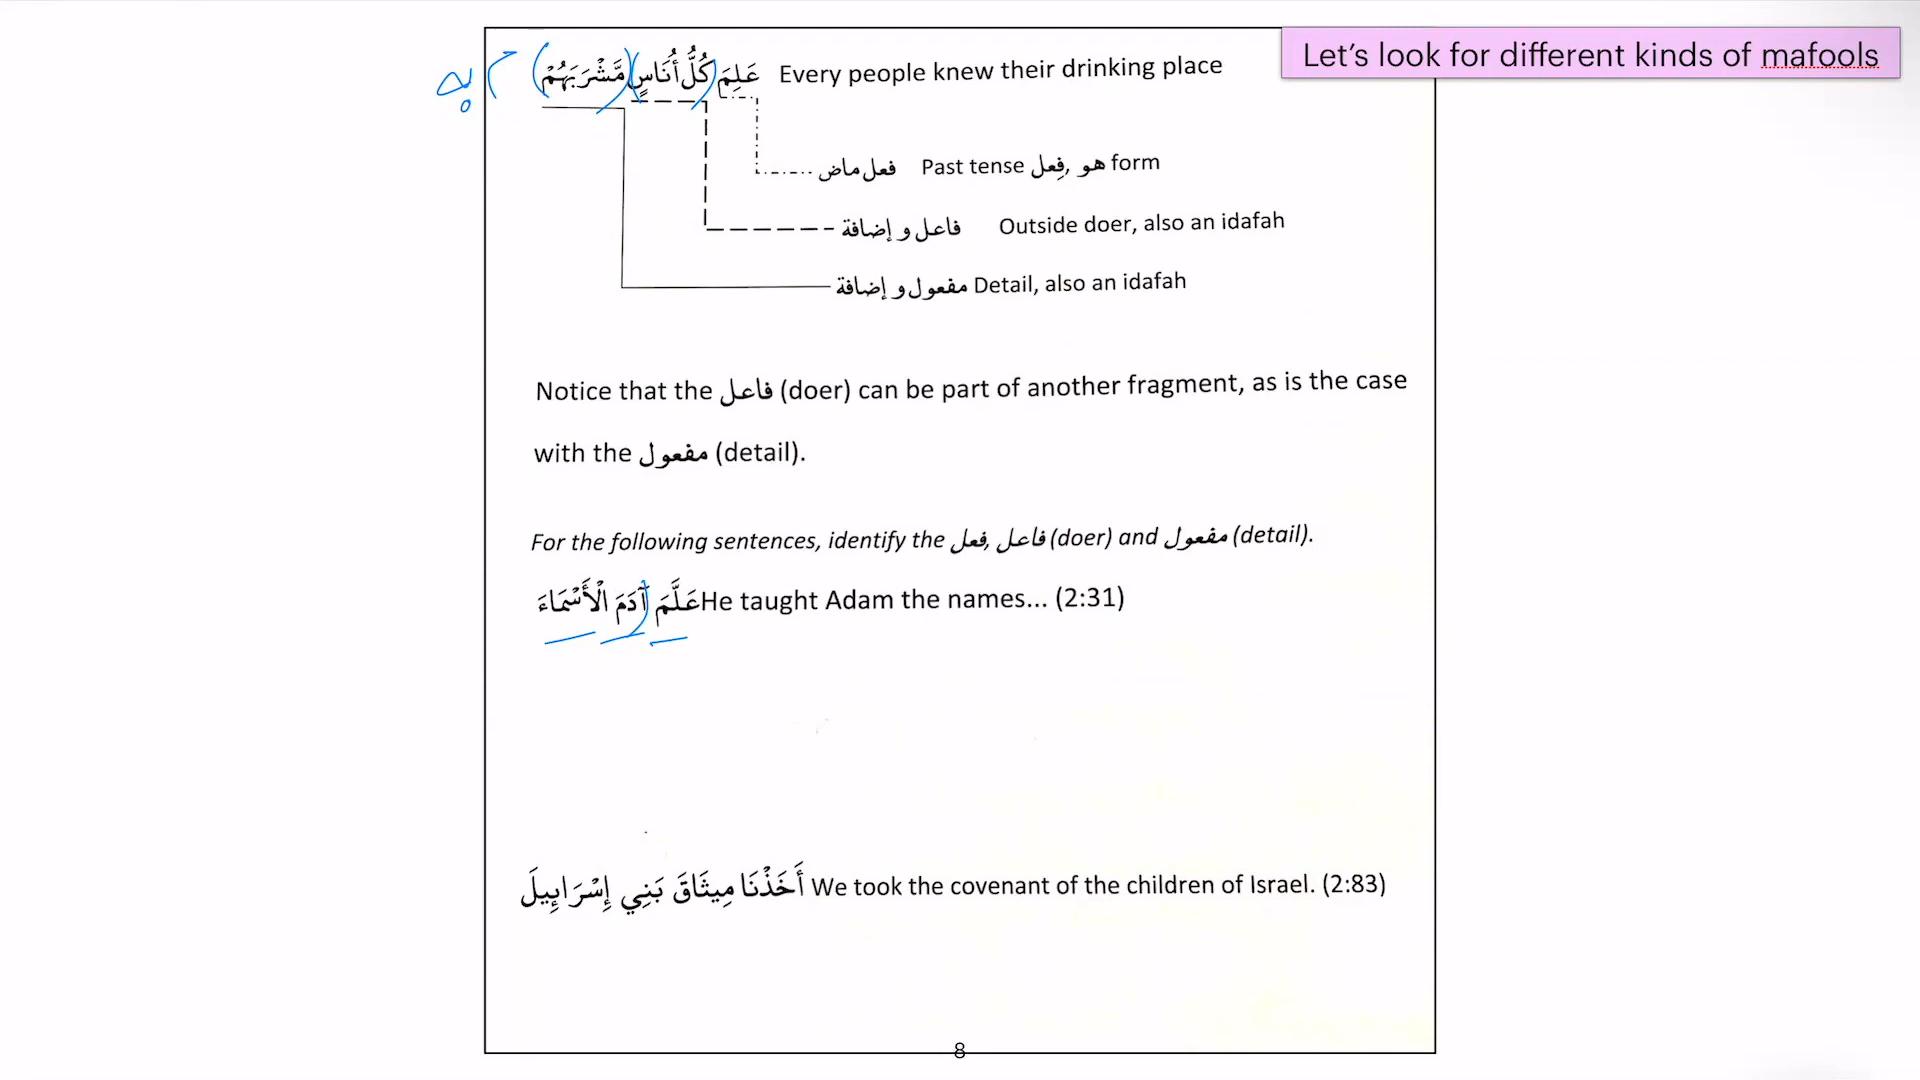 Let’s look for different kinds of mafools
عَلِمَ كُلُّ أُنَاسٍ مَّشْرَبَهُمْ Every people knew their drinking place
م به
فعل ماض Past tense فِعل, هو form
فاعل و إضافة Outside doer, also an idafah
مفعول و إضافة Detail, also an idafah
Notice that the فاعل (doer) can be part of another fragment, as is the case
with the مفعول (detail).
For the following sentences, identify the فعل, فاعل (doer) and مفعول (detail).
عَلَّمَ آدَمَ الْأَسْمَاءَ He taught Adam the names... (2:31)
أَخَذْنَا مِيثَاقَ بَنِي إِسْرَايِٕيلَ We took the covenant of the children of Israel. (2:83)
8